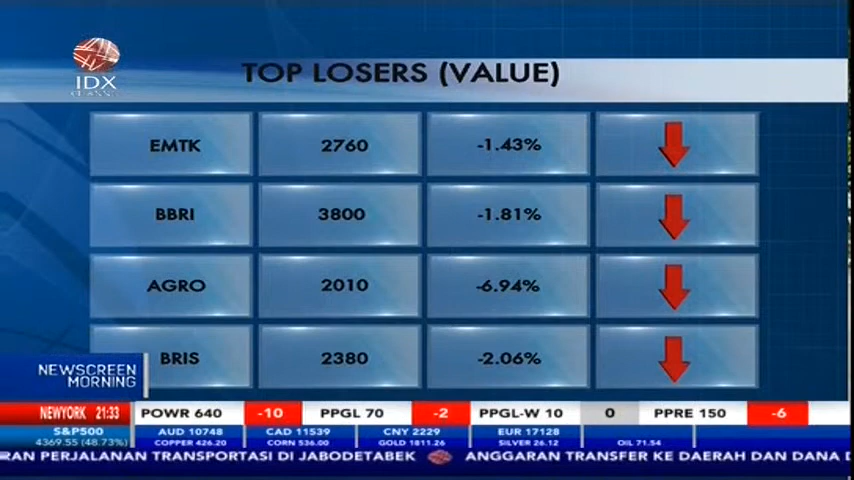 IDX
CHANNEL
TOP LOSERS (VALUE)
EMTK 2760 -1.43%
BBRI 3800 -1.81%
AGRO 2010 -6.94%
BRIS 2380 -2.06%
NEWSCREEN
MORNING
NEWYORK 21:33 POWR 640 -10 PPGL 70 -2 PPGL-W 10 0 PPRE 150 -6
S&P500 AUD 10748 CAD 11539 CNY 2229 EUR 17128
4369.55 (48.73%) COPPER 426.20 CORN 536.00 GOLD 1811.26 SILVER 26.12 OIL 71.54
RAN PERJALANAN TRANSPORTASI DI JABODETABEK ANGGARAN TRANSFER KE DAERAH DAN DANA D